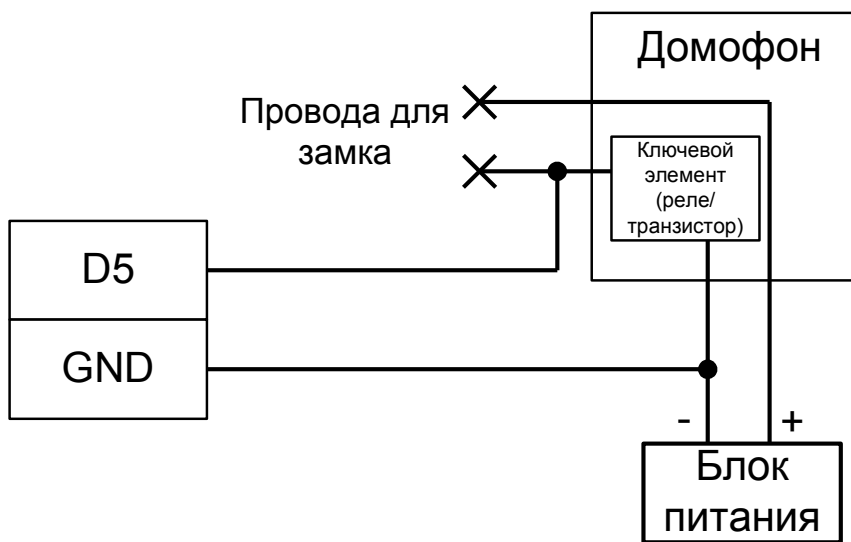 Домофон
Провода для
замка
Ключевой
элемент
(реле/
транзистор)
D5
GND
- +
Блок
питания